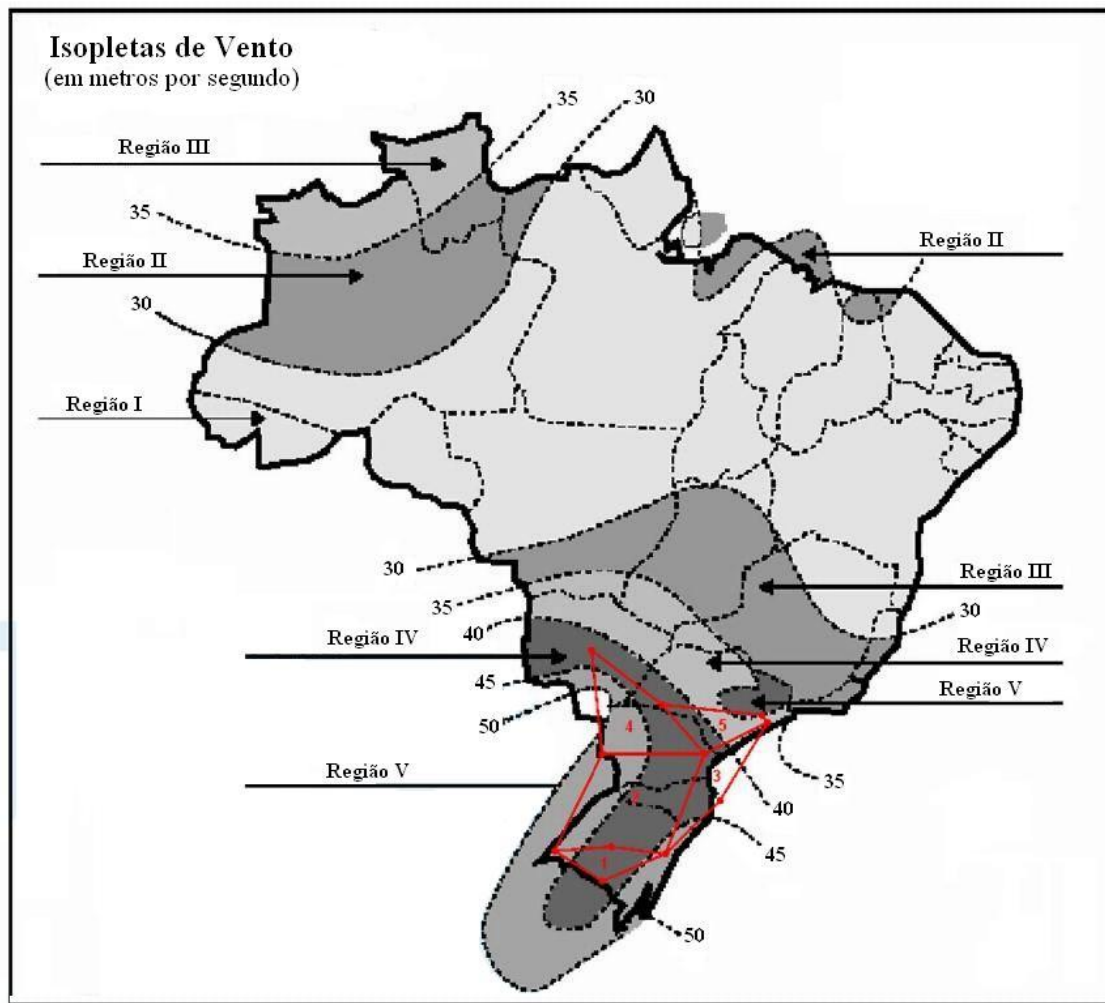 Isopletas de Vento
(em metros por segundo)
35
30
Região III
35
Região II
Região II
30
Região I
30
Região III
35
30
40
Região IV
Região IV
45
Região V
50
4
5
35
Região V
3
40
2
45
1
50